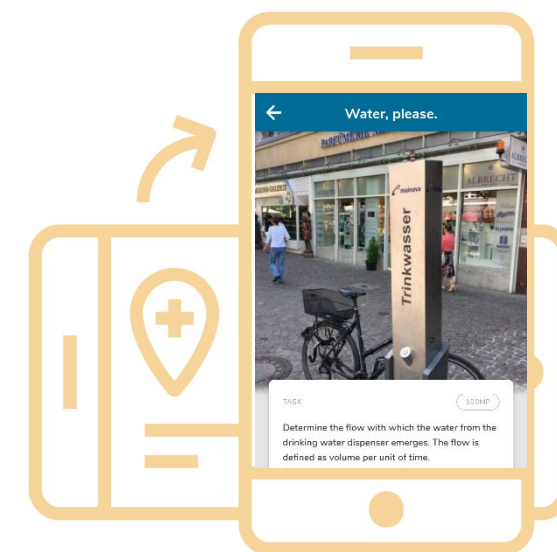 Water, please.
PARFÜMERIE
ALBRECHT
mainova
Trinkwasser
TASK
100MP
Determine the flow with which the water from the
drinking water dispenser emerges. The flow is
defined as volume per unit of time.